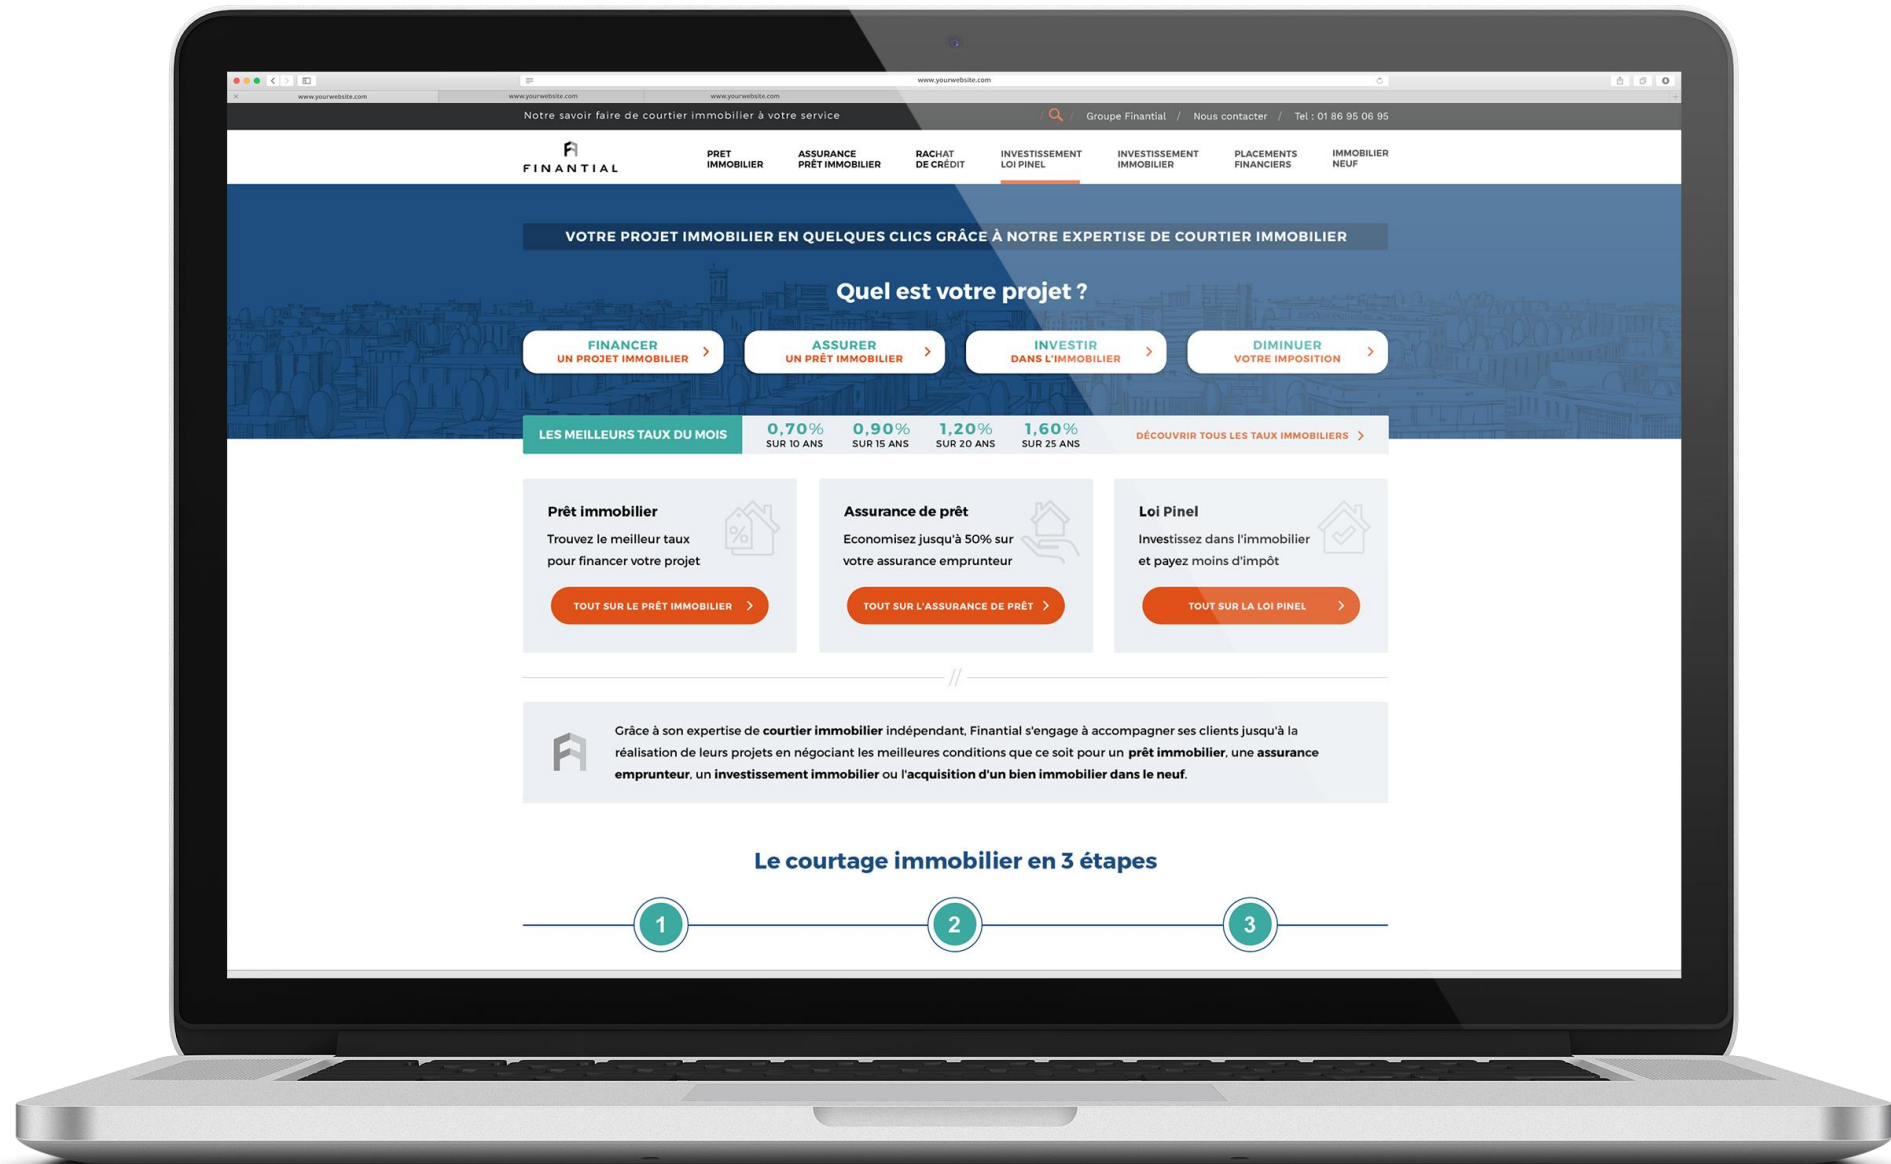 www.yourwebsite.com
www.yourwebsite.com www.yourwebsite.com www.yourwebsite.com
Notre savoir faire de courtier immobilier à votre service / / Groupe Finantial / Nous contacter / Tel : 01 86 95 06 95
FINANTIAL
PRET
IMMOBILIER
ASSURANCE
PRÊT IMMOBILIER
RACHAT
DE CRÉDIT
INVESTISSEMENT
LOI PINEL
INVESTISSEMENT
IMMOBILIER
PLACEMENTS
FINANCIERS
IMMOBILIER
NEUF
VOTRE PROJET IMMOBILIER EN QUELQUES CLICS GRÂCE À NOTRE EXPERTISE DE COURTIER IMMOBILIER
Quel est votre projet ?
FINANCER
UN PROJET IMMOBILIER
ASSURER
UN PRÊT IMMOBILIER
INVESTIR
DANS L'IMMOBILIER
DIMINUER
VOTRE IMPOSITION
LES MEILLEURS TAUX DU MOIS
0,70%
SUR 10 ANS
0,90%
SUR 15 ANS
1,20%
SUR 20 ANS
1,60%
SUR 25 ANS
DÉCOUVRIR TOUS LES TAUX IMMOBILIERS
Prêt immobilier
Trouvez le meilleur taux
pour financer votre projet
%
TOUT SUR LE PRÊT IMMOBILIER
Assurance de prêt
Economisez jusqu'à 50% sur
votre assurance emprunteur
TOUT SUR L'ASSURANCE DE PRÊT
Loi Pinel
Investissez dans l'immobilier
et payez moins d'impôt
TOUT SUR LA LOI PINEL
//
Grâce à son expertise de courtier immobilier indépendant, Finantial s'engage à accompagner ses clients jusqu'à la
réalisation de leurs projets en négociant les meilleures conditions que ce soit pour un prêt immobilier, une assurance
emprunteur, un investissement immobilier ou l'acquisition d'un bien immobilier dans le neuf.
Le courtage immobilier en 3 étapes
1 2 3